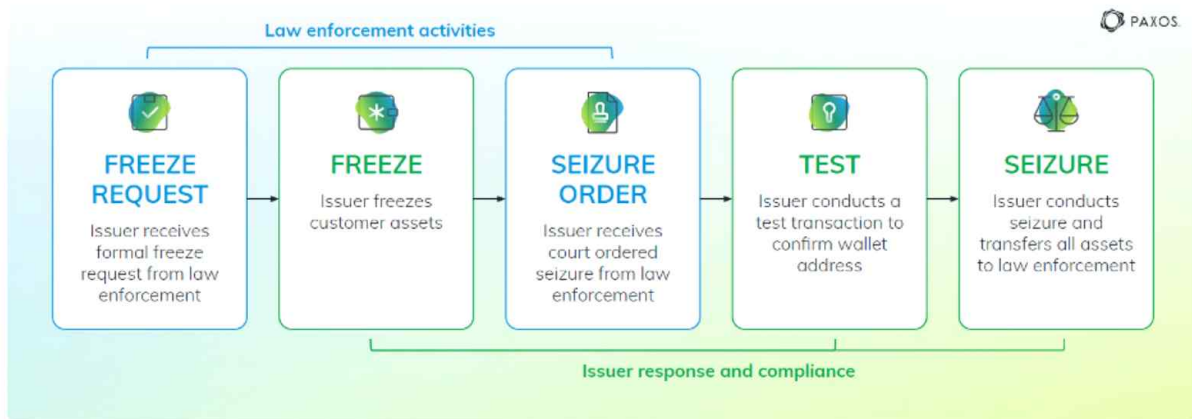 PAXOS.
Law enforcement activities
FREEZE
REQUEST
Issuer receives
formal freeze
request from law
enforcement
FREEZE
Issuer freezes
customer assets
SEIZURE
ORDER
Issuer receives
court ordered
seizure from law
enforcement
TEST
Issuer conducts a
test transaction to
confirm wallet
address
SEIZURE
Issuer conducts
seizure and
transfers all assets
to law enforcement
Issuer response and compliance